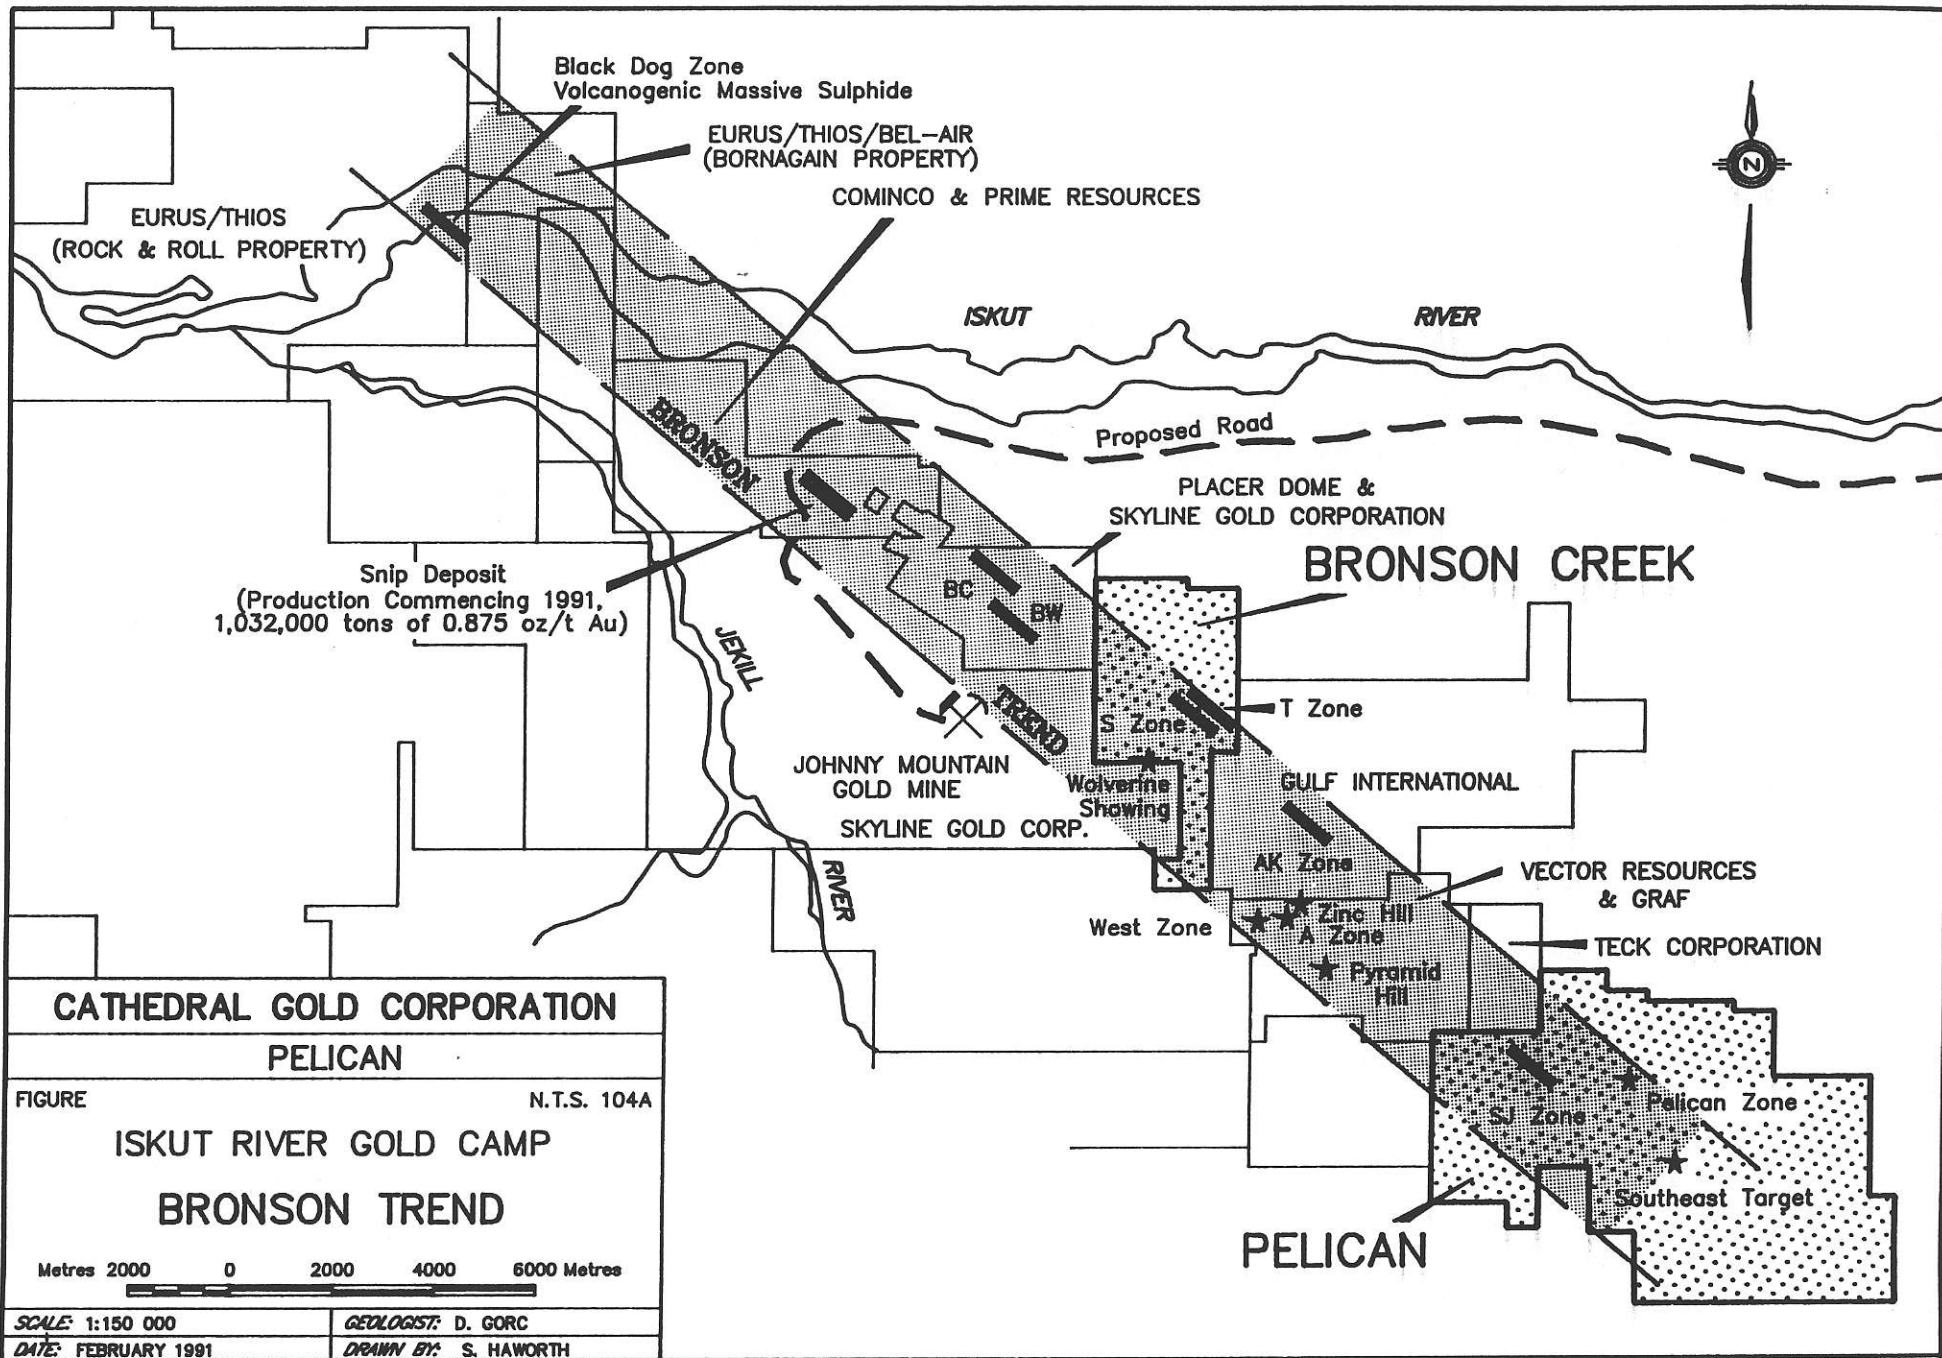 Black Dog Zone
Volcanogenic Massive Sulphide
EURUS/THIOS/BEL-AIR
(BORNAGAIN PROPERTY)
COMINCO & PRIME RESOURCES
EURUS/THIOS
(ROCK & ROLL PROPERTY)
N
ISKUT RIVER
Proposed Road
BRONSON
PLACER DOME &
SKYLINE GOLD CORPORATION
BRONSON CREEK
Snip Deposit
(Production Commencing 1991,
1,032,000 tons of 0.875 oz/t Au)
BC
BW
JEKILL
TREND
S Zone
T Zone
JOHNNY MOUNTAIN
GOLD MINE
SKYLINE GOLD CORP.
Wolverine
Showing
GULF INTERNATIONAL
AK Zone
RIVER
VECTOR RESOURCES
& GRAF
West Zone
Zinc Hill
A Zone
TECK CORPORATION
Pyramid
Hill
SJ Zone
Pelican Zone
Southeast Target
PELICAN
CATHEDRAL GOLD CORPORATION
PELICAN
FIGURE N.T.S. 104A
ISKUT RIVER GOLD CAMP
BRONSON TREND
Metres 2000 0 2000 4000 6000 Metres
SCALE: 1:150 000 GEOLOGIST: D. GORC
DATE: FEBRUARY 1991 DRAWN BY: S. HAWORTH